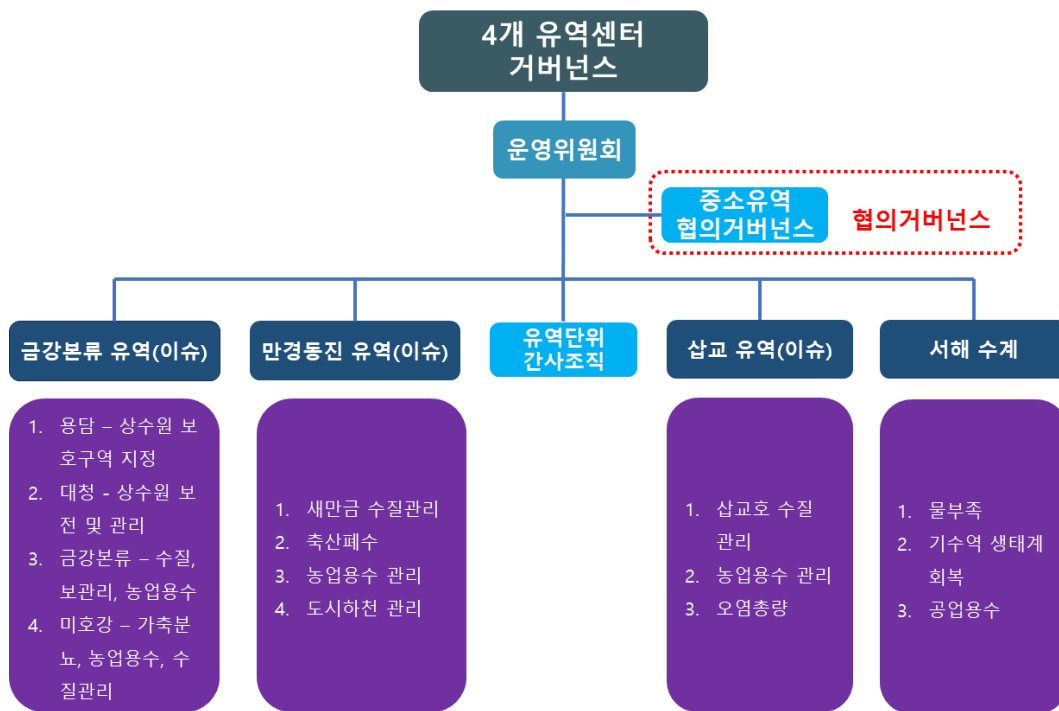 4개 유역센터
거버넌스
운영위원회
중소유역
협의거버넌스
협의거버넌스
금강본류 유역(이슈)
만경동진 유역(이슈)
유역단위
간사조직
삽교 유역(이슈)
서해 수계
1. 용담 – 상수원 보
호구역 지정
2. 대청 - 상수원 보
전 및 관리
3. 금강본류 – 수질,
보관리, 농업용수
4. 미호강 – 가축분
뇨, 농업용수, 수
질관리
1. 새만금 수질관리
2. 축산폐수
3. 농업용수 관리
4. 도시하천 관리
1. 삽교호 수질
관리
2. 농업용수 관리
3. 오염총량
1. 물부족
2. 기수역 생태계
회복
3. 공업용수